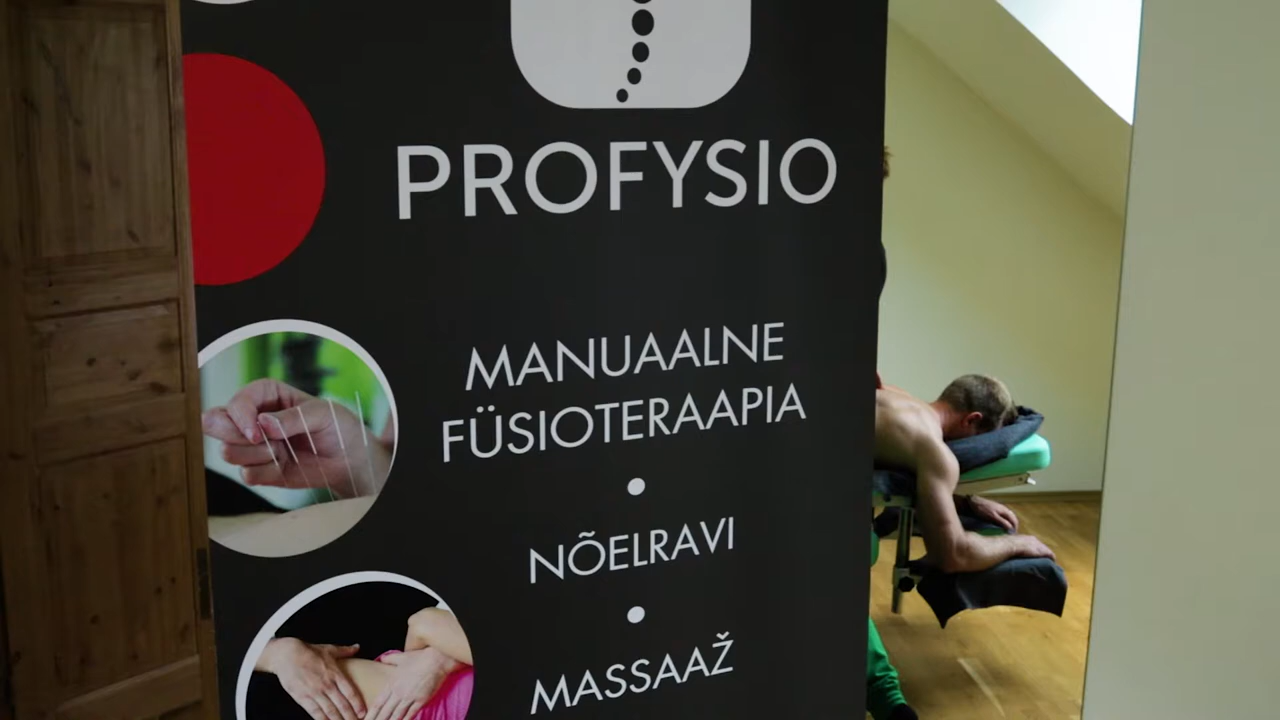 PROFYSIO
MANUAALNE
FÜSIOTERAAPIA
NÕELRAVI
MASSAAŽ